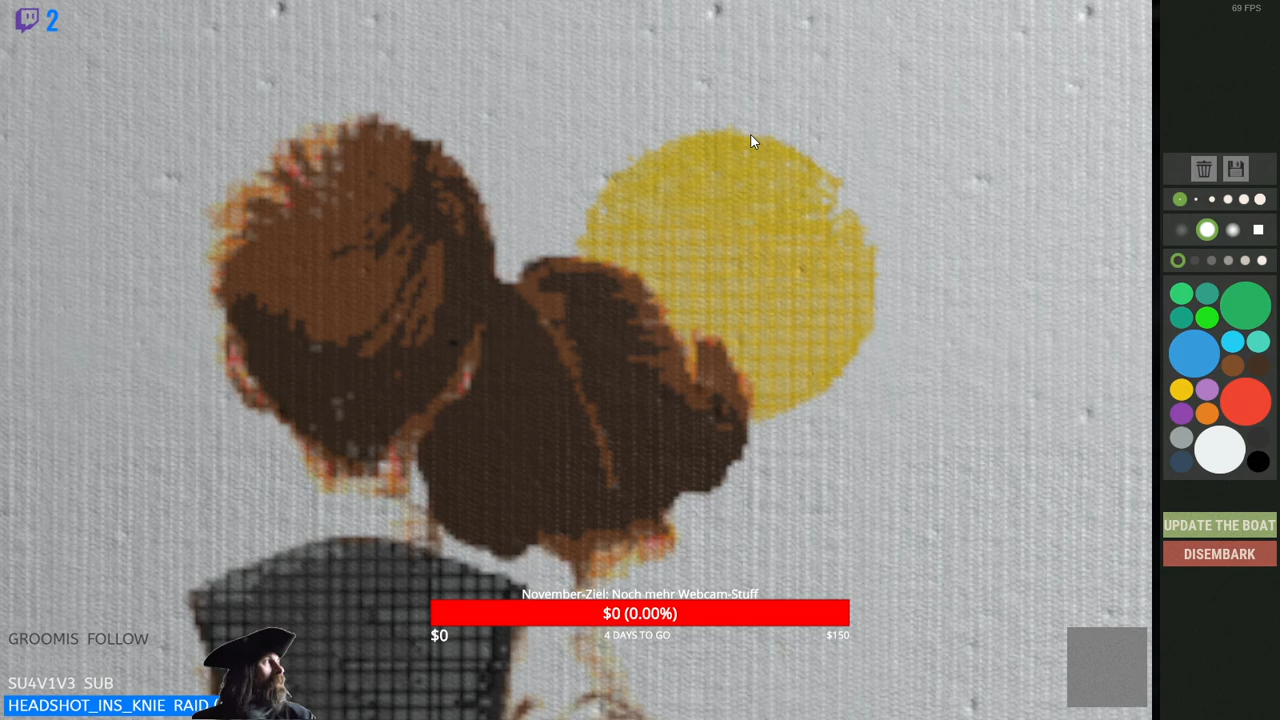 2
69 FPS
UPDATE THE BOAT
DISEMBARK
November-Ziel: Noch mehr Webcam-Stuff
$0 (0.00%)
$0
4 DAYS TO GO
$150
GROOMIS FOLLOW
SU4V1V3 SUB
HEADSHOT_INS_KNIE RAID